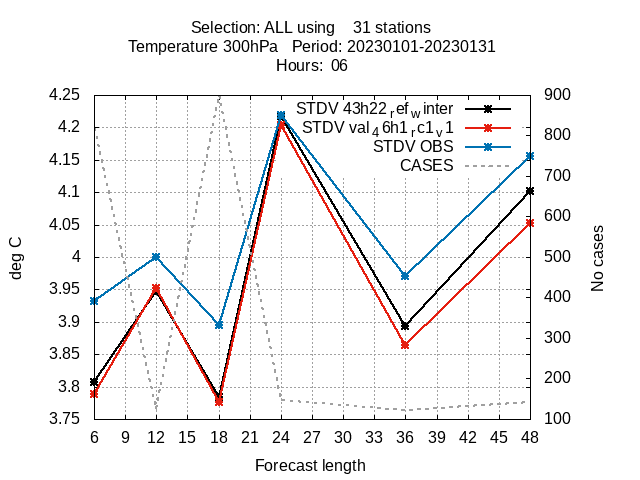 Selection: ALL using 31 stations
Temperature 300hPa Period: 20230101-20230131
Hours: 06
4.25
4.2
4.15
4.1
4.05
4
3.95
3.9
3.85
3.8
3.75
deg C
STDV 43h22refwinter
STDV val46h1rc1v1
STDV OBS
CASES
900
800
700
600
500
400
300
200
100
No cases
6 9 12 15 18 21 24 27 30 33 36 39 42 45 48
Forecast length